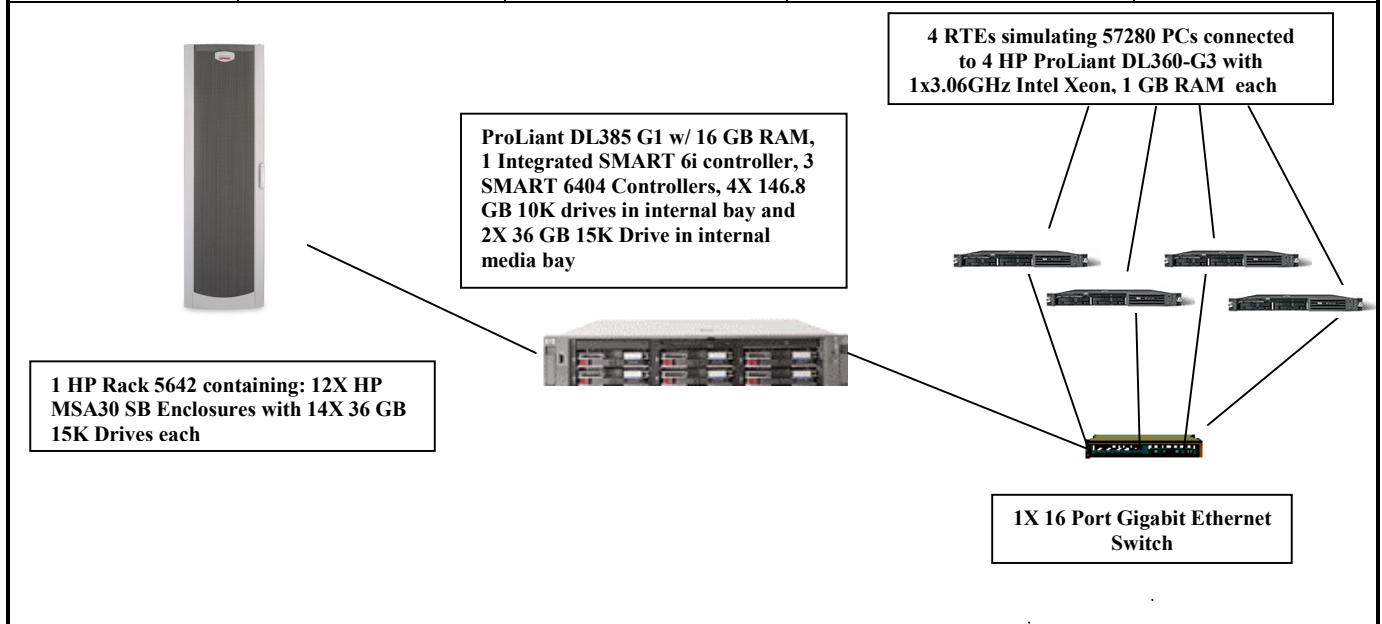 4 RTEs simulating 57280 PCs connected
to 4 HP ProLiant DL360-G3 with
1x3.06GHz Intel Xeon, 1 GB RAM each
ProLiant DL385 G1 w/ 16 GB RAM,
1 Integrated SMART 6i controller, 3
SMART 6404 Controllers, 4X 146.8
GB 10K drives in internal bay and
2X 36 GB 15K Drive in internal
media bay
1 HP Rack 5642 containing: 12X HP
MSA30 SB Enclosures with 14X 36 GB
15K Drives each
1X 16 Port Gigabit Ethernet
Switch